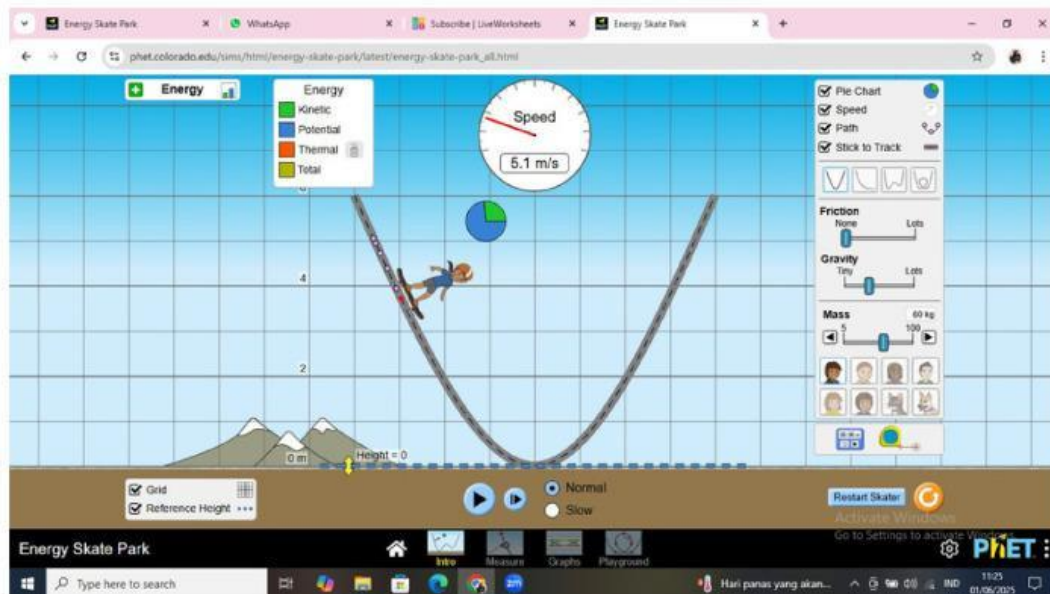 Energy Skate Park
WhatsApp
Subscribe | LiveWorksheets
Energy Skate Park
phet.colorado.edu/sims/html/energy-skate-park/latest/energy-skate-park_all.html
Energy
Energy
Kinetic
Potential
Thermal
Total
Speed
5.1 m/s
Pie Chart
Speed
Path
Stick to Track
Friction
None
Lots
Gravity
Tiny
Lots
Mass
60 kg
5
100
6
4
2
0 m
Height = 0
Grid
Reference Height
Normal
Slow
Restart Skater
Activate Windows
Go to Settings to activate Windows.
Energy Skate Park
Intro
Measure
Graphs
Playground
PhET
Type here to search
zm
Hari panas yang akan...
IND
11:25
01/06/2025